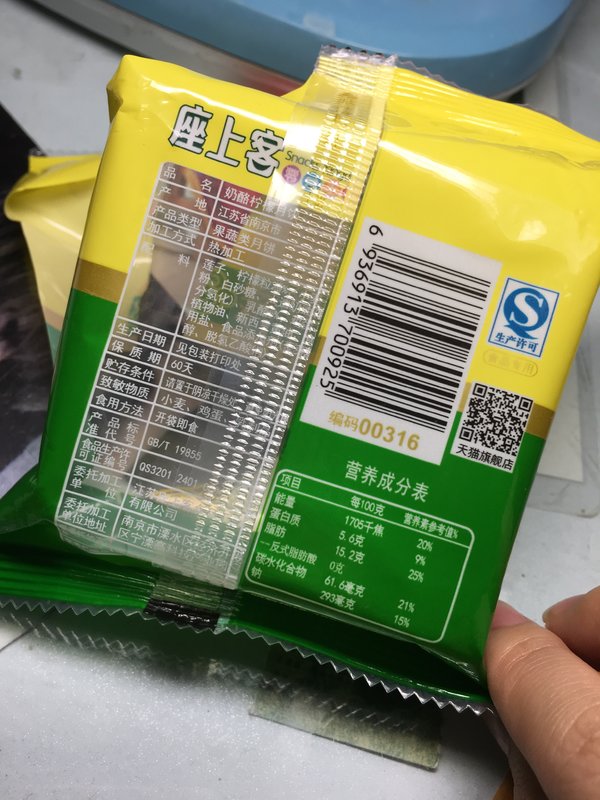 座上客
Snacks
品 名 奶酪柠檬月饼
产 地 江苏省南京市
产品类型 果蔬类月饼
加工方式 热加工
料 莲子、柠檬
粉、白砂糖、
植物油、新西
用盐、食品添
醇、脱氢乙酸
生产日期 见包装打印处
保 质 期 60天
贮存条件 请置于阴凉干燥处
致敏物质 小麦、鸡蛋、
食用方法 开袋即食
产品标
准代号 GB/T 19855
食品生产许
可证编号 QS3201 2401
委托加工 江苏
单 位 有限公司
委托加工 南京市溧水
单位地址 区宁溧
6 936913 700925
编码00316
生产许可
食品专用
天猫旗舰店
营养成分表
项目 每100克 营养素参考值%
能量 1705千焦 20%
蛋白质 5.6克 9%
脂肪 15.2克 25%
—反式脂肪酸 0克
碳水化合物 61.6毫克 21%
钠 293毫克 15%